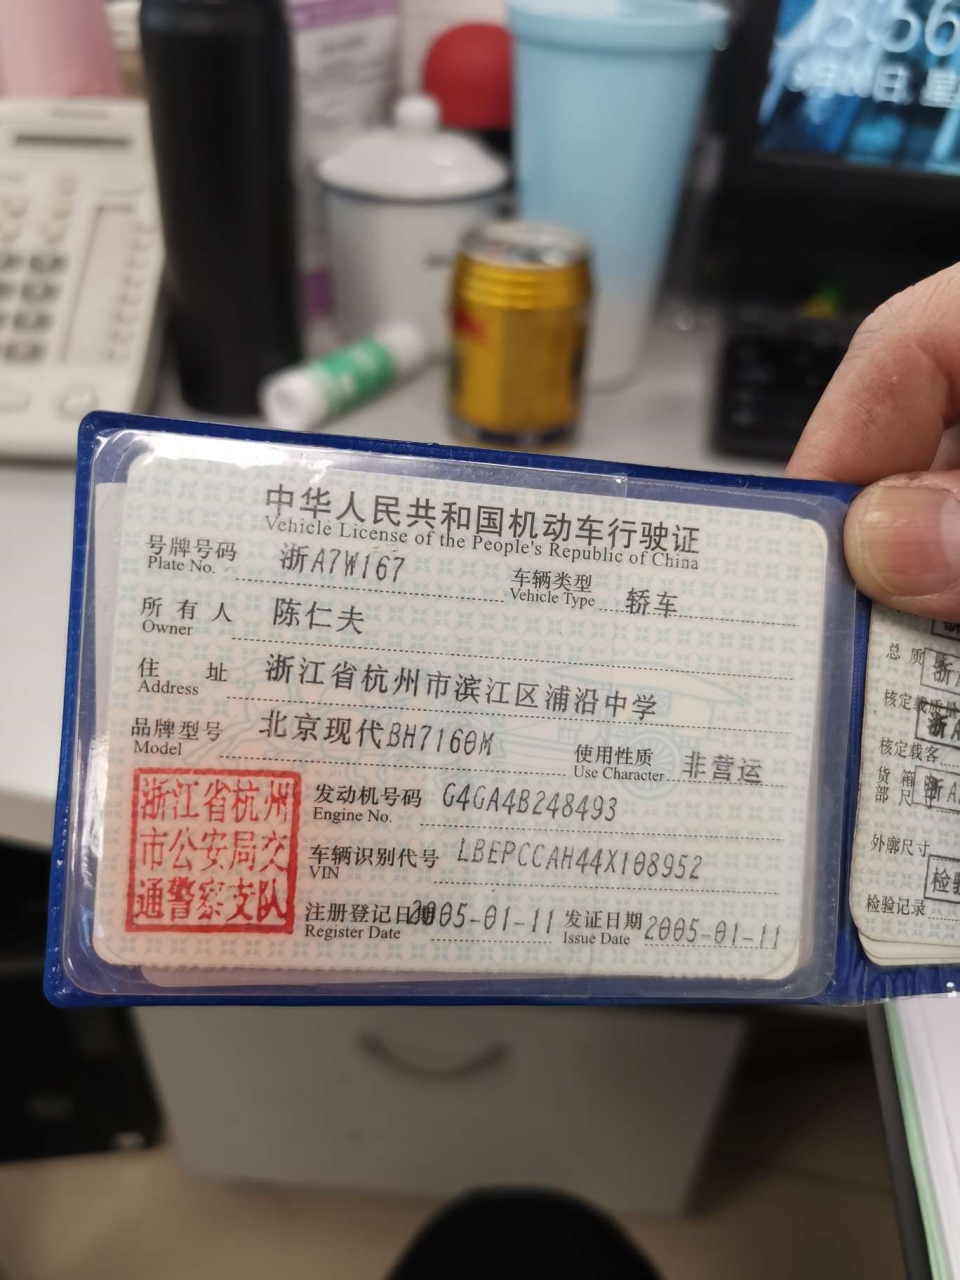 中华人民共和国机动车行驶证
Vehicle License of the People's Republic of China
号牌号码 浙A7W167
Plate No.
车辆类型 轿车
Vehicle Type
所有人 陈仁夫
Owner
住址 浙江省杭州市滨江区浦沿中学
Address
品牌型号 北京现代BH7160M
Model
使用性质 非营运
Use Character
浙江省杭州
市公安局交
通警察支队
发动机号码 G4GA4B248493
Engine No.
车辆识别代号 LBEPCCAH44X108952
VIN
注册登记日期 2005-01-11
Register Date
发证日期 2005-01-11
Issue Date
总质
核定载客
货箱
部尺
外廓尺寸
检验记录
检验